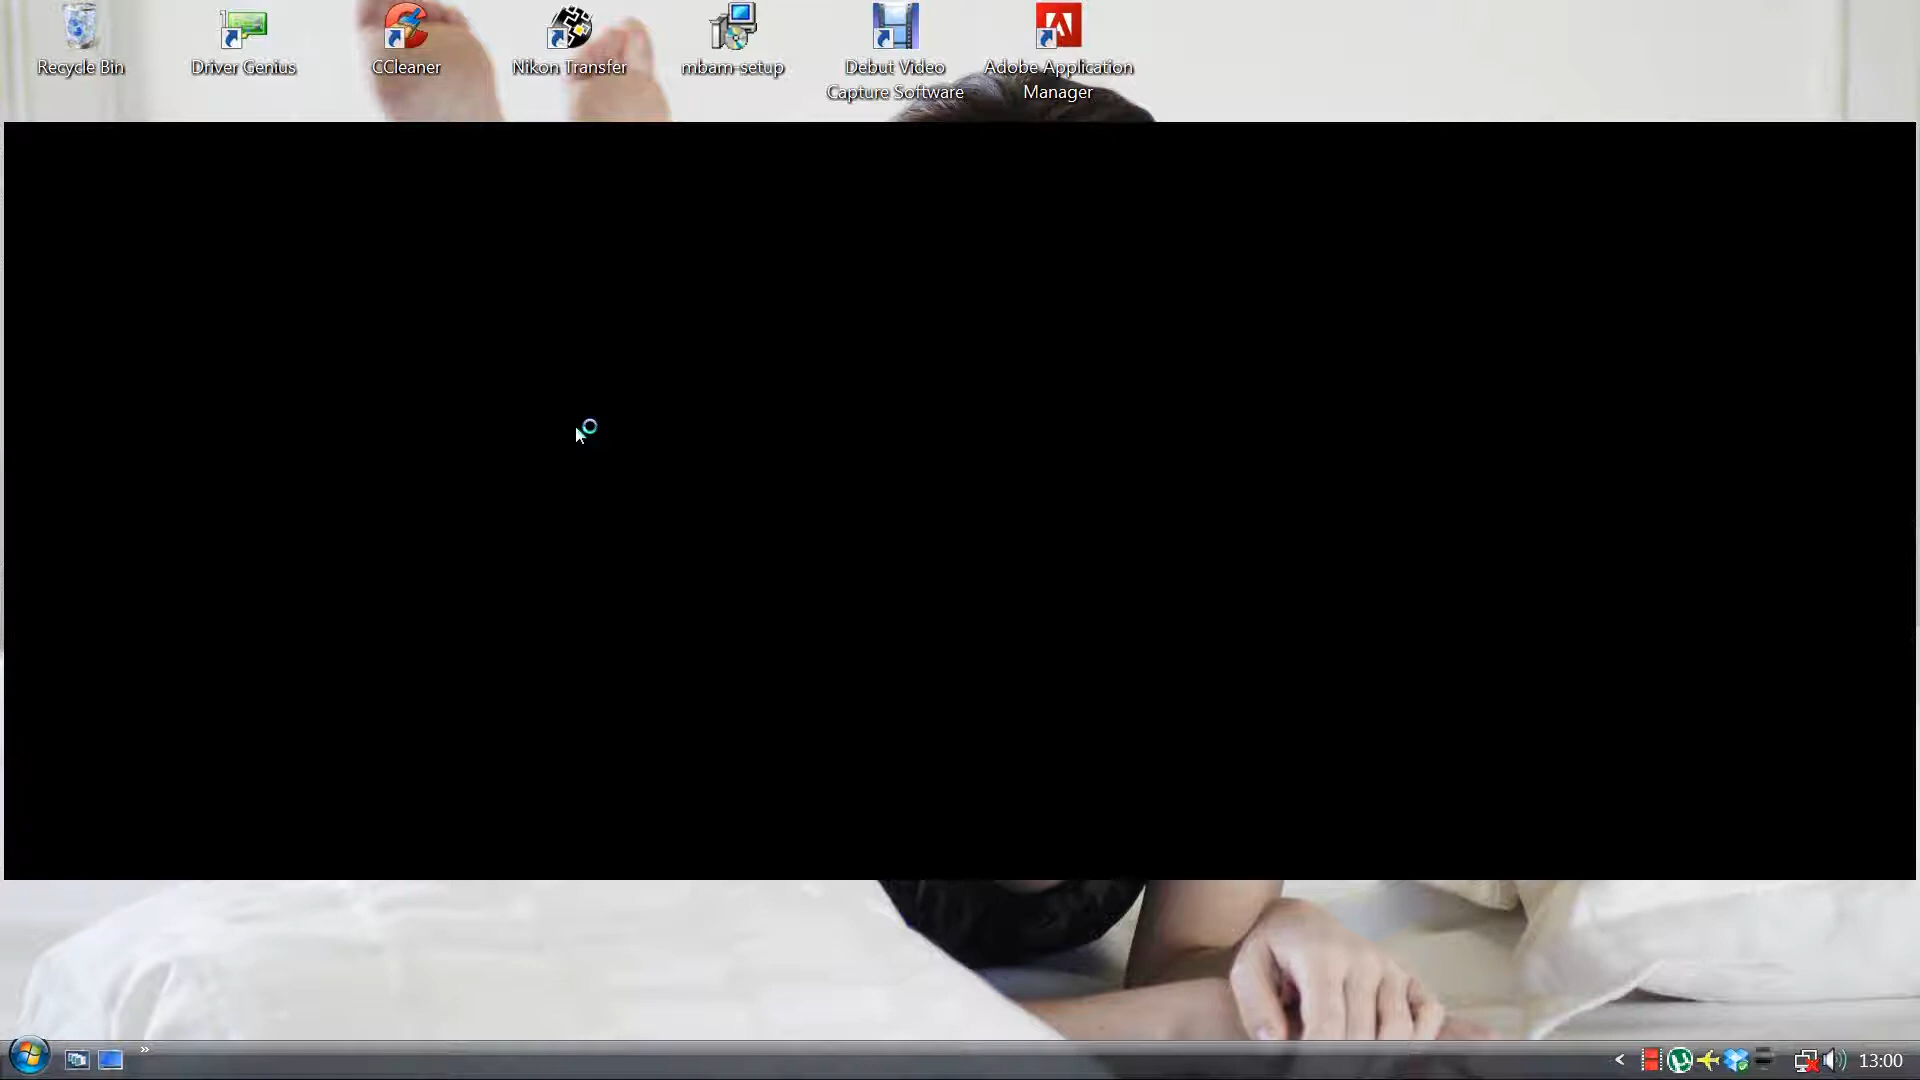 Recycle Bin
Driver Genius
CCleaner
Nikon Transfer
mbam-setup
Debut Video
Capture Software
Adobe Application
Manager
13:00